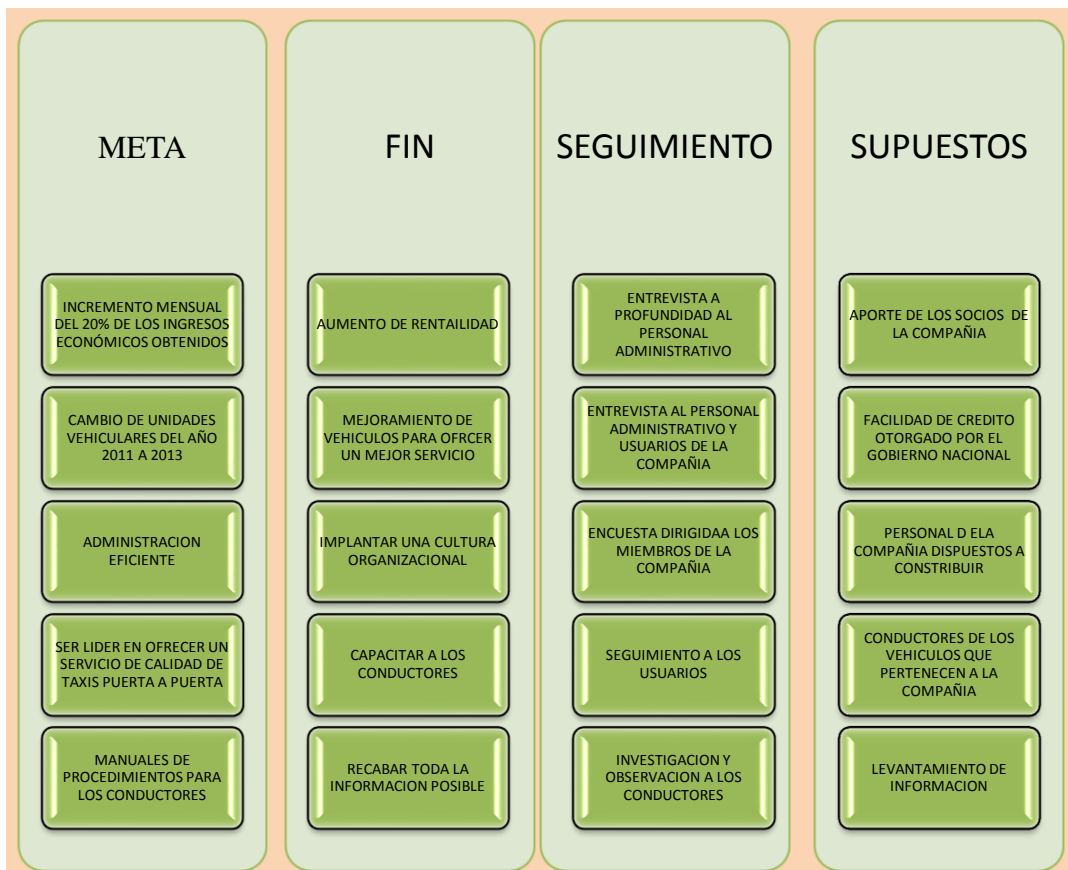 META
INCREMENTO MENSUAL
DEL 20% DE LOS INGRESOS
ECONÓMICOS OBTENIDOS
CAMBIO DE UNIDADES
VEHICULARES DEL AÑO
2011 A 2013
ADMINISTRACION
EFICIENTE
SER LIDER EN OFRECER UN
SERVICIO DE CALIDAD DE
TAXIS PUERTA A PUERTA
MANUALES DE
PROCEDIMIENTOS PARA
LOS CONDUCTORES
FIN
AUMENTO DE RENTAILIDAD
MEJORAMIENTO DE
VEHICULOS PARA OFRCER
UN MEJOR SERVICIO
IMPLANTAR UNA CULTURA
ORGANIZACIONAL
CAPACITAR A LOS
CONDUCTORES
RECABAR TODA LA
INFORMACION POSIBLE
SEGUIMIENTO
ENTREVISTA A
PROFUNDIDAD AL
PERSONAL
ADMINISTRATIVO
ENTREVISTA AL PERSONAL
ADMINISTRATIVO Y
USUARIOS DE LA
COMPAÑIA
ENCUESTA DIRIGIDAA LOS
MIEMBROS DE LA
COMPAÑIA
SEGUIMIENTO A LOS
USUARIOS
INVESTIGACION Y
OBSERVACION A LOS
CONDUCTORES
SUPUESTOS
APORTE DE LOS SOCIOS DE
LA COMPAÑIA
FACILIDAD DE CREDITO
OTORGADO POR EL
GOBIERNO NACIONAL
PERSONAL D ELA
COMPAÑIA DISPUESTOS A
CONSTRIBUIR
CONDUCTORES DE LOS
VEHICULOS QUE
PERTENECEN A LA
COMPAÑIA
LEVANTAMIENTO DE
INFORMACION